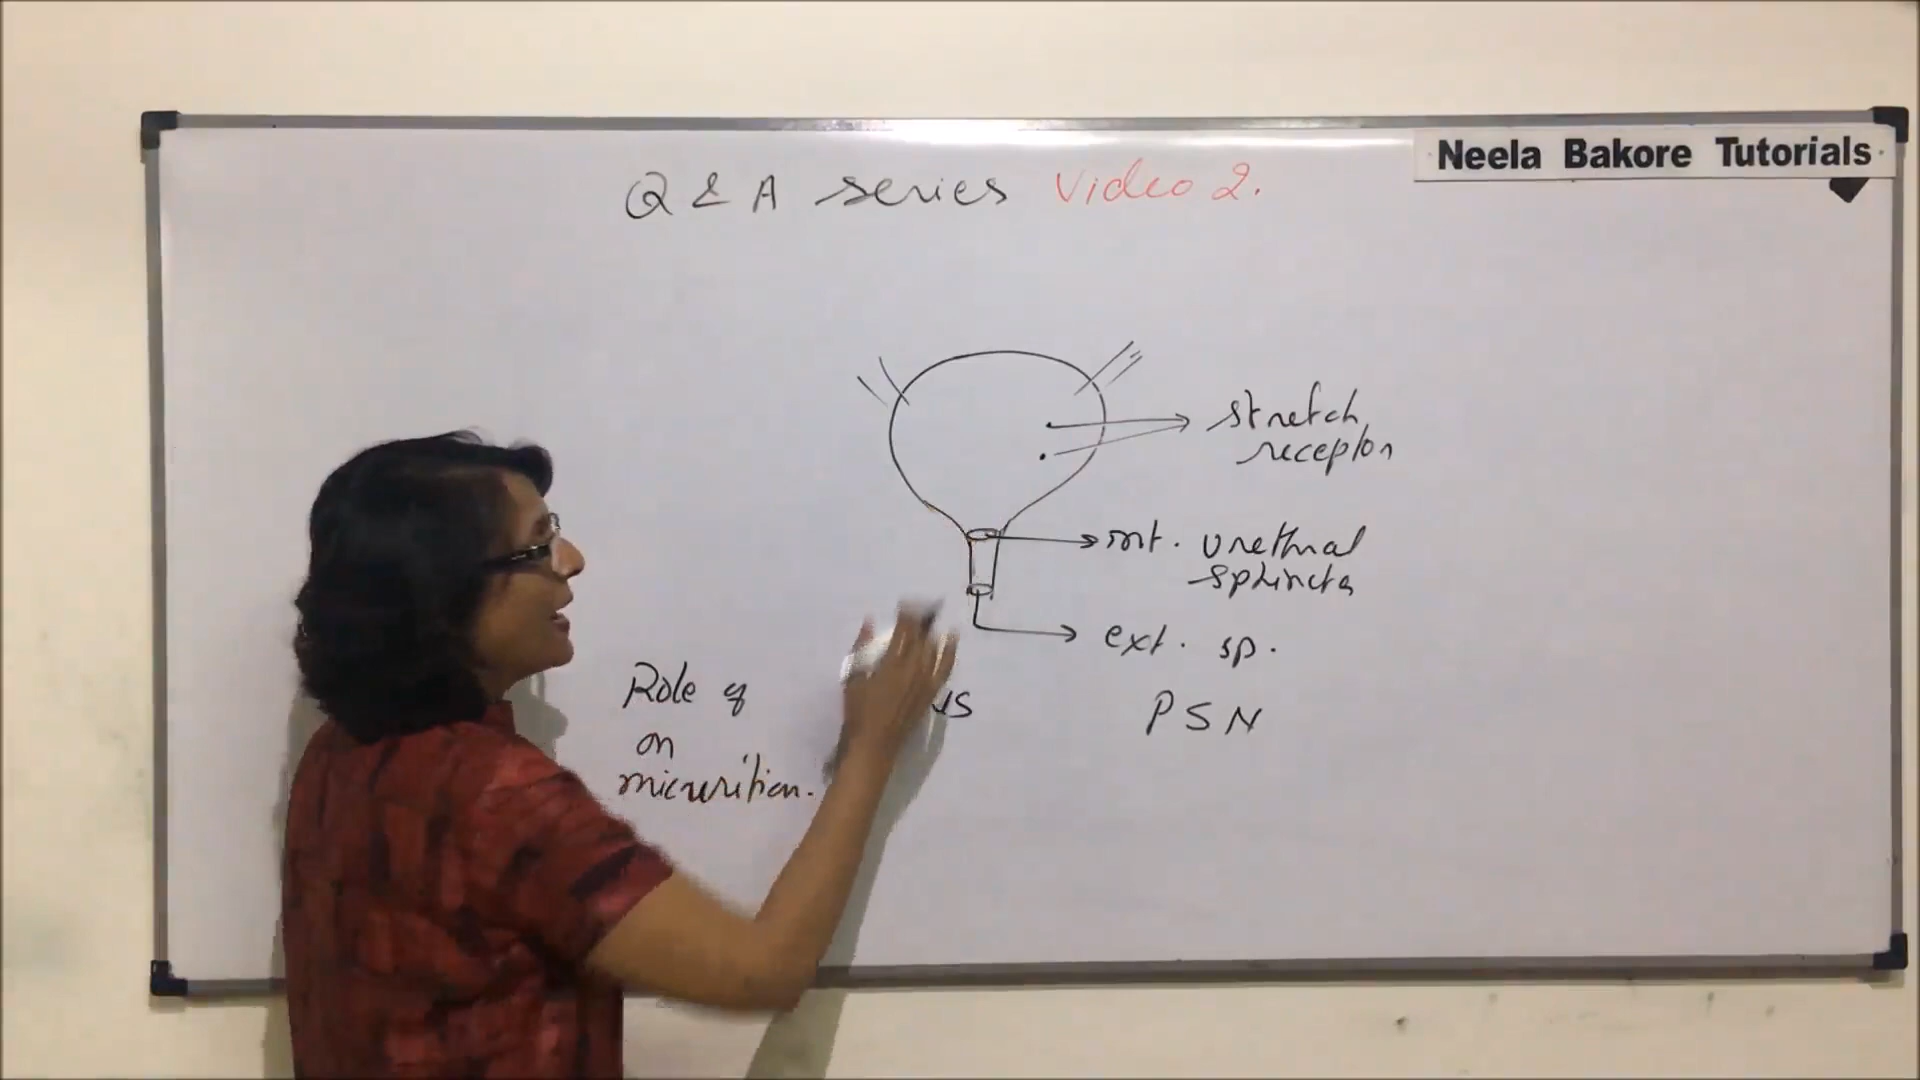 Neela Bakore Tutorials
Q & A series Video 2.
stretch
receptor
int. urethral
sphincter
ext. sp.
Role of
on
micturition.
PSN